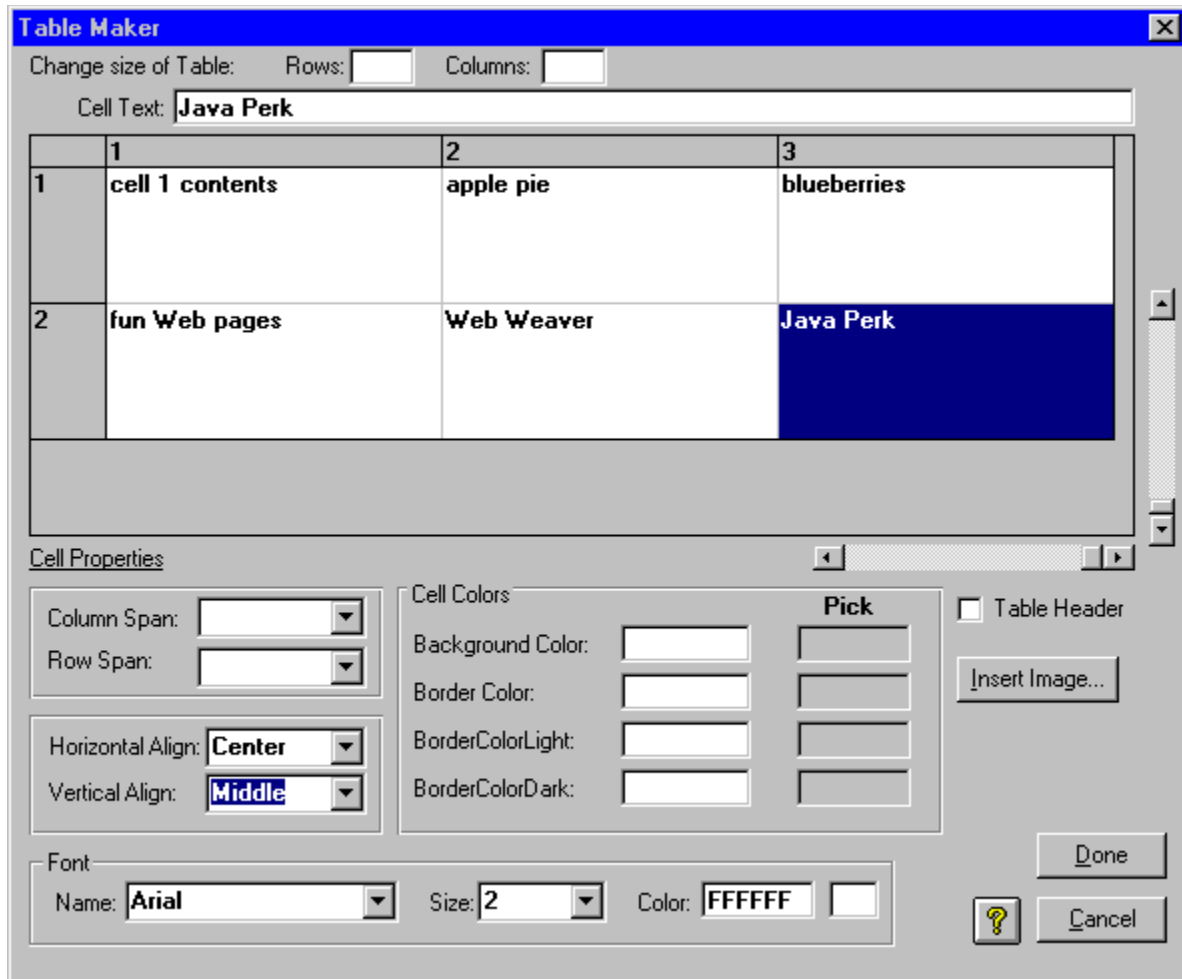 Table Maker
Change size of Table: Rows: Columns:
Cell Text: Java Perk
1 2 3
1 cell 1 contents apple pie blueberries
2 fun Web pages Web Weaver Java Perk
Cell Properties
Column Span:
Row Span:
Horizontal Align: Center
Vertical Align: Middle
Cell Colors Pick
Background Color:
Border Color:
BorderColorLight:
BorderColorDark:
Table Header
Insert Image...
Font
Name: Arial Size: 2 Color: FFFFFF
Done
? Cancel